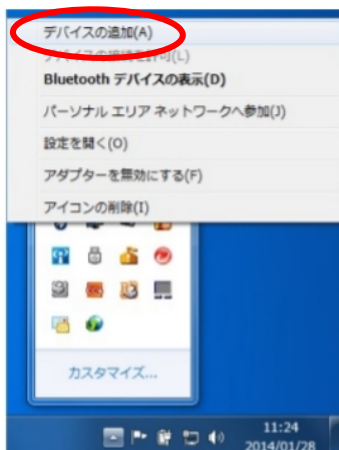 デバイスの追加(A)
デバイスの接続を許可(L)
Bluetooth デバイスの表示(D)
パーソナル エリア ネットワークへ参加(J)
設定を開く(O)
アダプターを無効にする(F)
アイコンの削除(I)
カスタマイズ...
11:24
2014/01/28